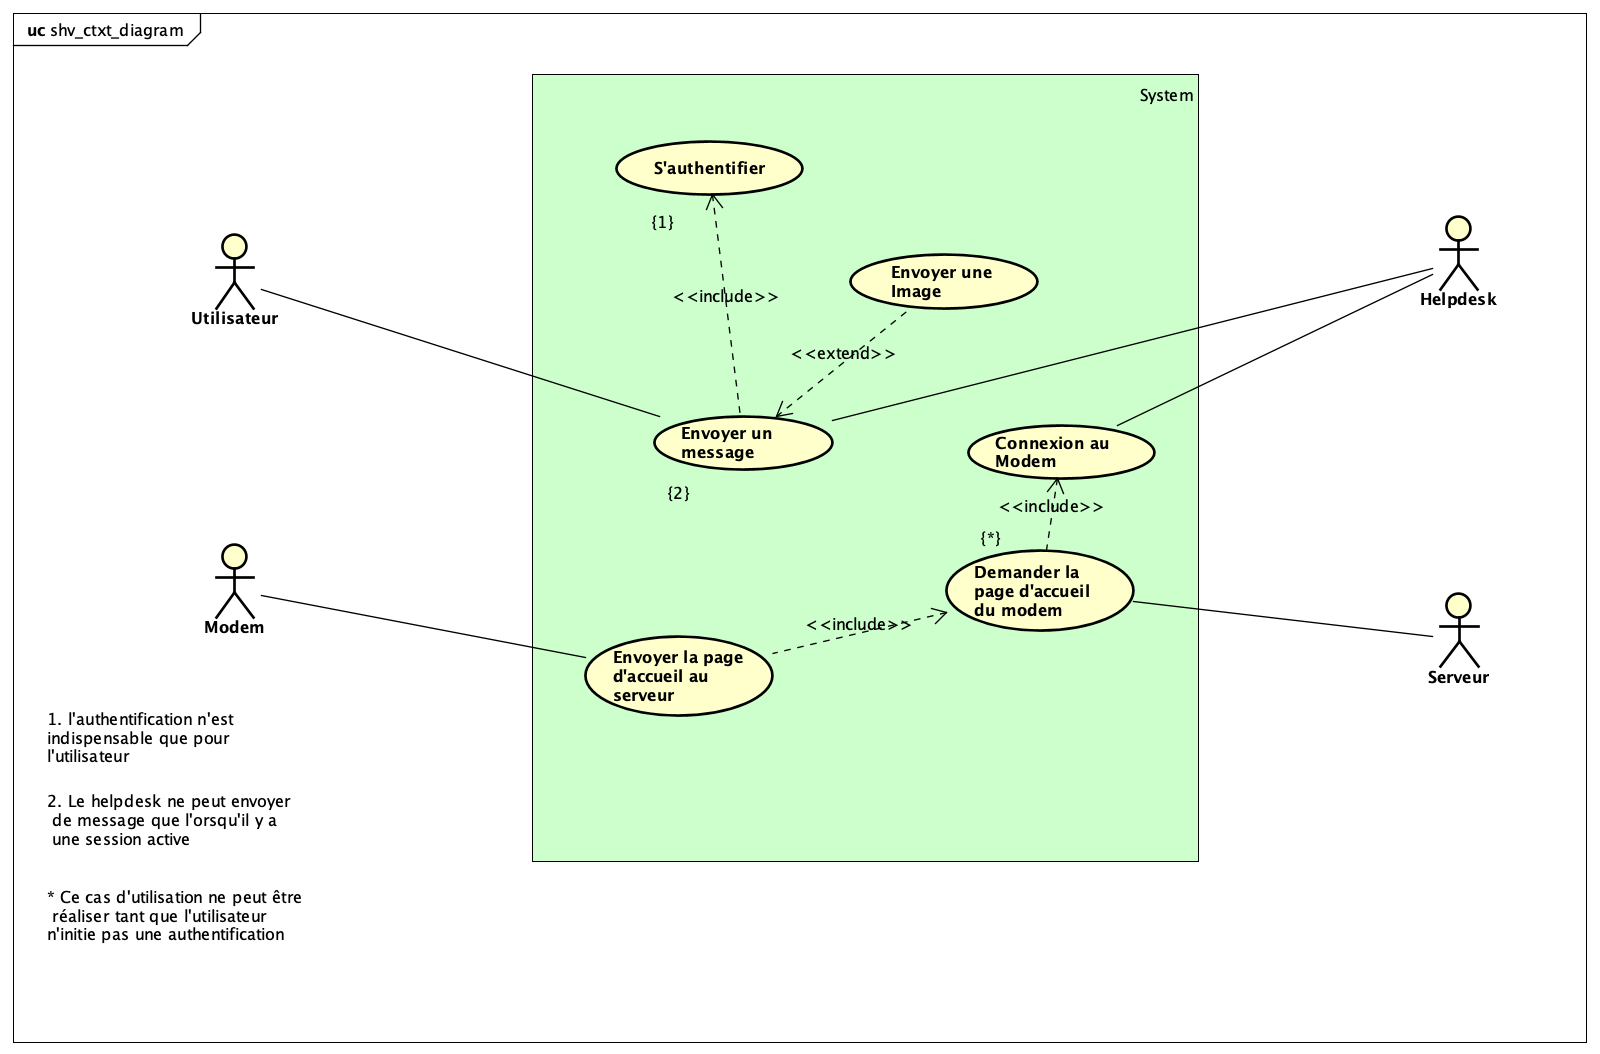 uc shv_ctxt_diagram
System
S'authentifier
{1}
Envoyer une
Image
<<include>>
<<extend>>
Utilisateur
Helpdesk
Envoyer un
message
Connexion au
Modem
{2}
<<include>>
{*}
Demander la
page d'accueil
du modem
Modem
<<include>>
Envoyer la page
d'accueil au
serveur
Serveur
1. l'authentification n'est
indispensable que pour
l'utilisateur
2. Le helpdesk ne peut envoyer
de message que l'orsqu'il y a
une session active
* Ce cas d'utilisation ne peut être
réaliser tant que l'utilisateur
n'initie pas une authentification